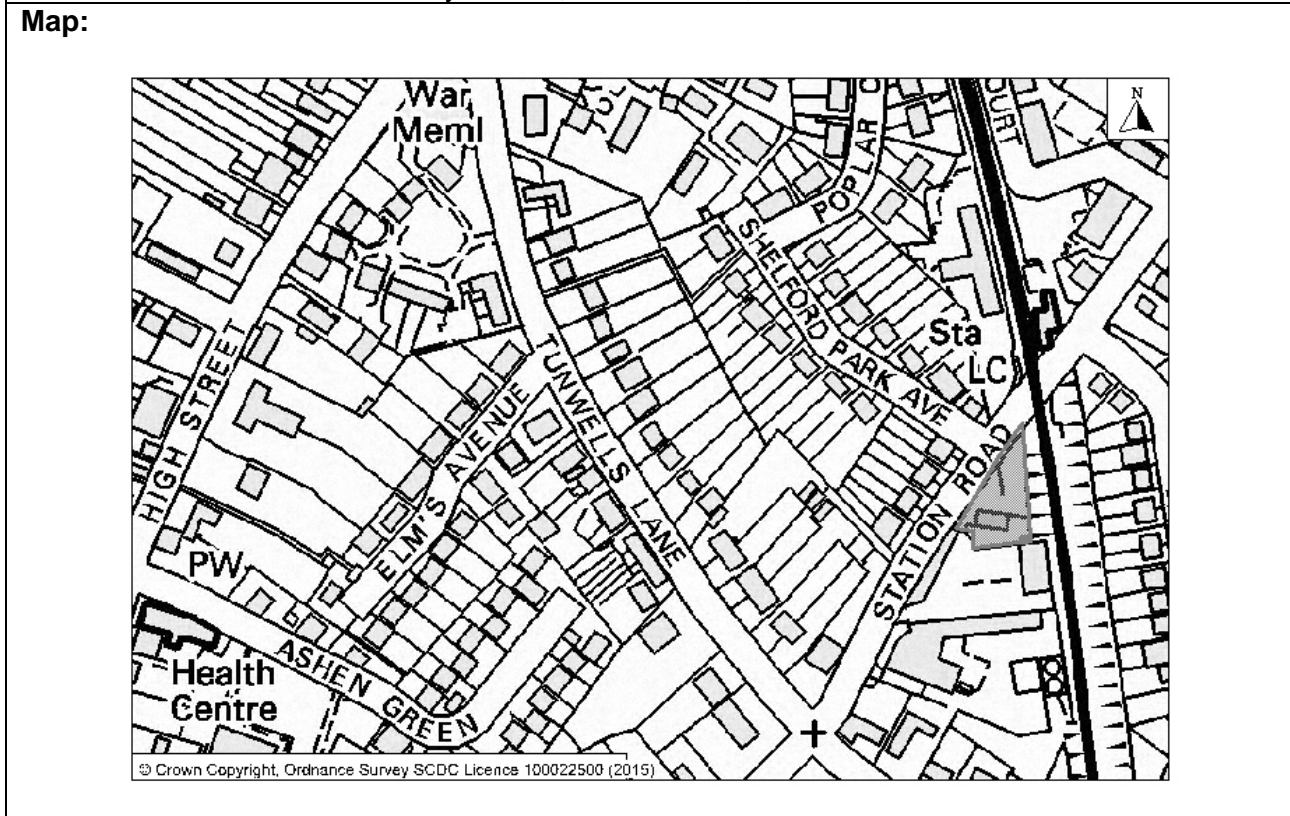 Map:
N
War
Meml
POPLAR C
OURT
SHELFORD PARK AVE
Sta
LC
HIGH STREET
TUNWELLS LANE
ELM'S AVENUE
STATION ROAD
PW
ASHEN GREEN
Health
Centre
© Crown Copyright, Ordnance Survey SCDC Licence 100022500 (2015)